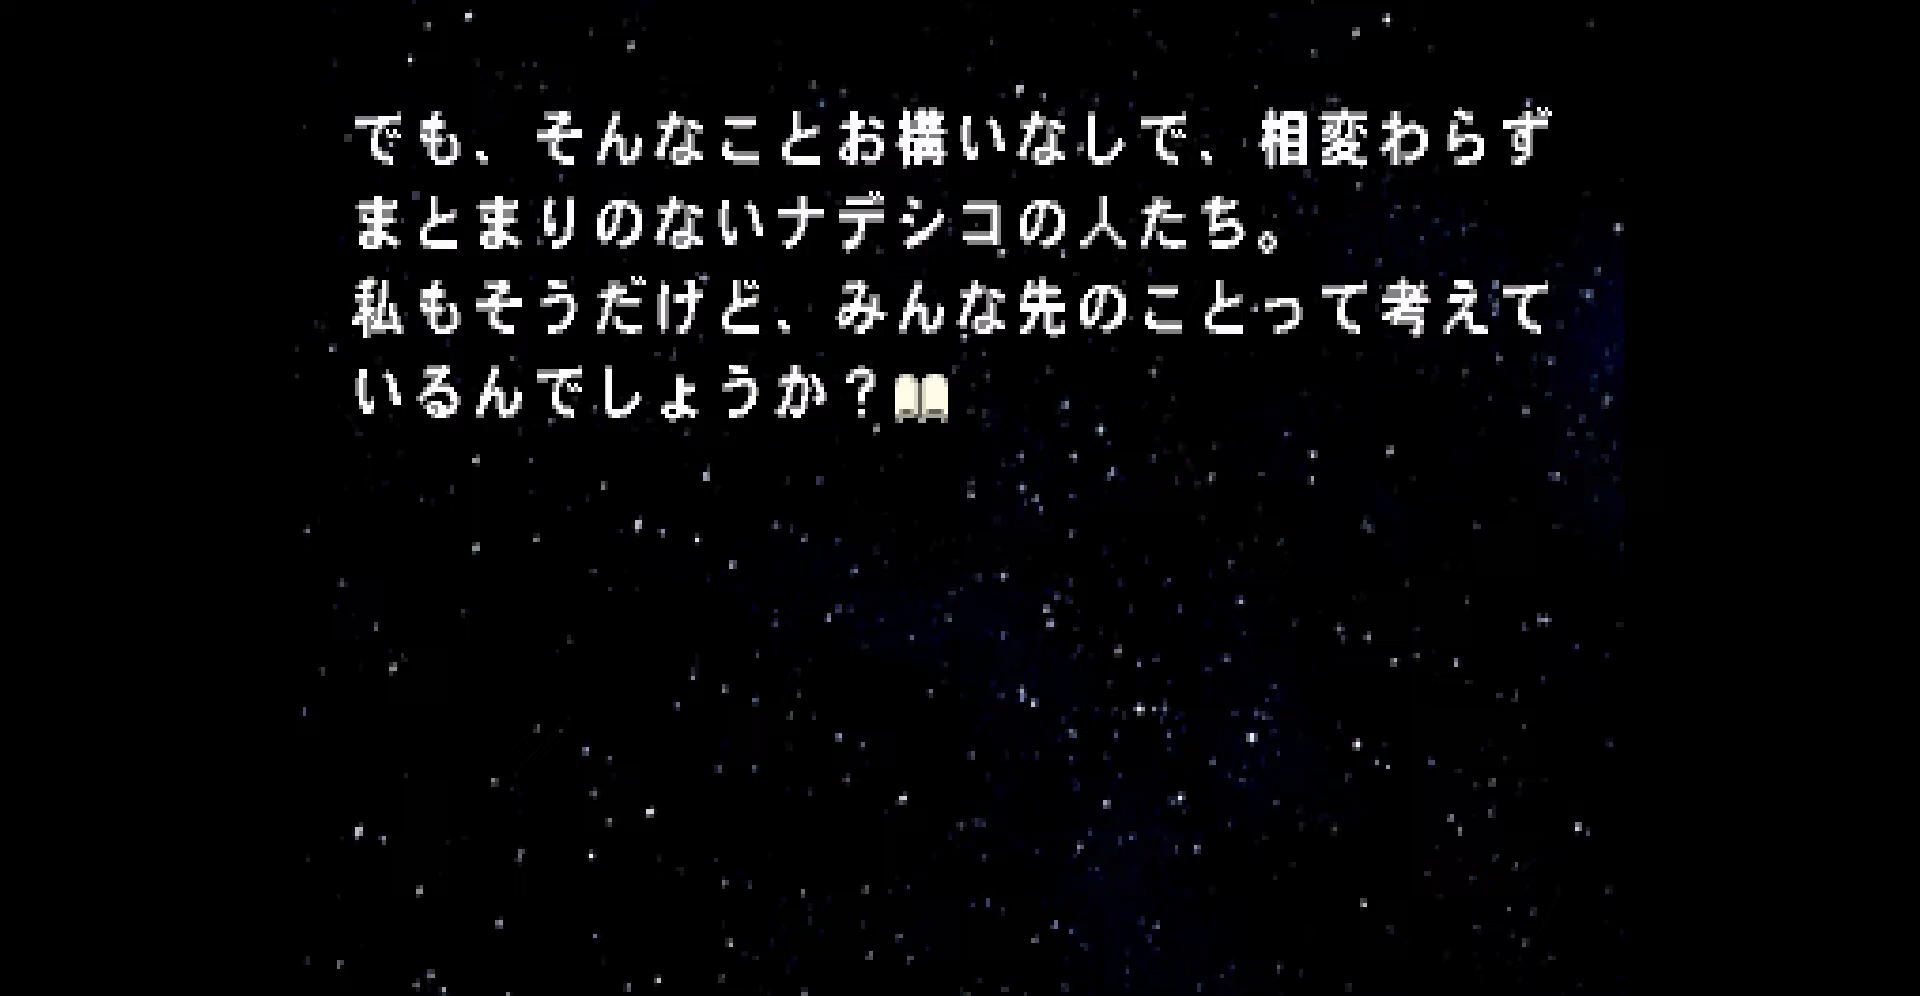 でも、そんなことお構いなしで、相変わらず
まとまりのないナデシコの人たち。
私もそうだけど、みんな先のことって考えて
いるんでしょうか？